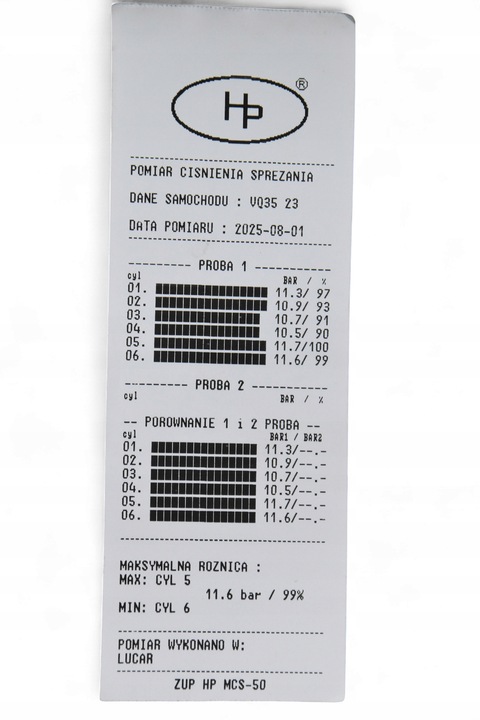 HP ®
POMIAR CISNIENIA SPREZANIA
DANE SAMOCHODU : VQ35 23
DATA POMIARU : 2025-08-01
---------- PROBA 1 ------------
cyl BAR / %
01. 11.3/ 97
02. 10.9/ 93
03. 10.7/ 91
04. 10.5/ 90
05. 11.7/100
06. 11.6/ 99
---------- PROBA 2 ------------
cyl BAR / %
-- POROWNANIE 1 i 2 PROBA --
cyl BAR1 / BAR2
01. 11.3/--.-
02. 10.9/--.-
03. 10.7/--.-
04. 10.5/--.-
05. 11.7/--.-
06. 11.6/--.-
MAKSYMALNA ROZNICA :
MAX: CYL 5
11.6 bar / 99%
MIN: CYL 6
POMIAR WYKONANO W:
LUCAR
ZUP HP MCS-50